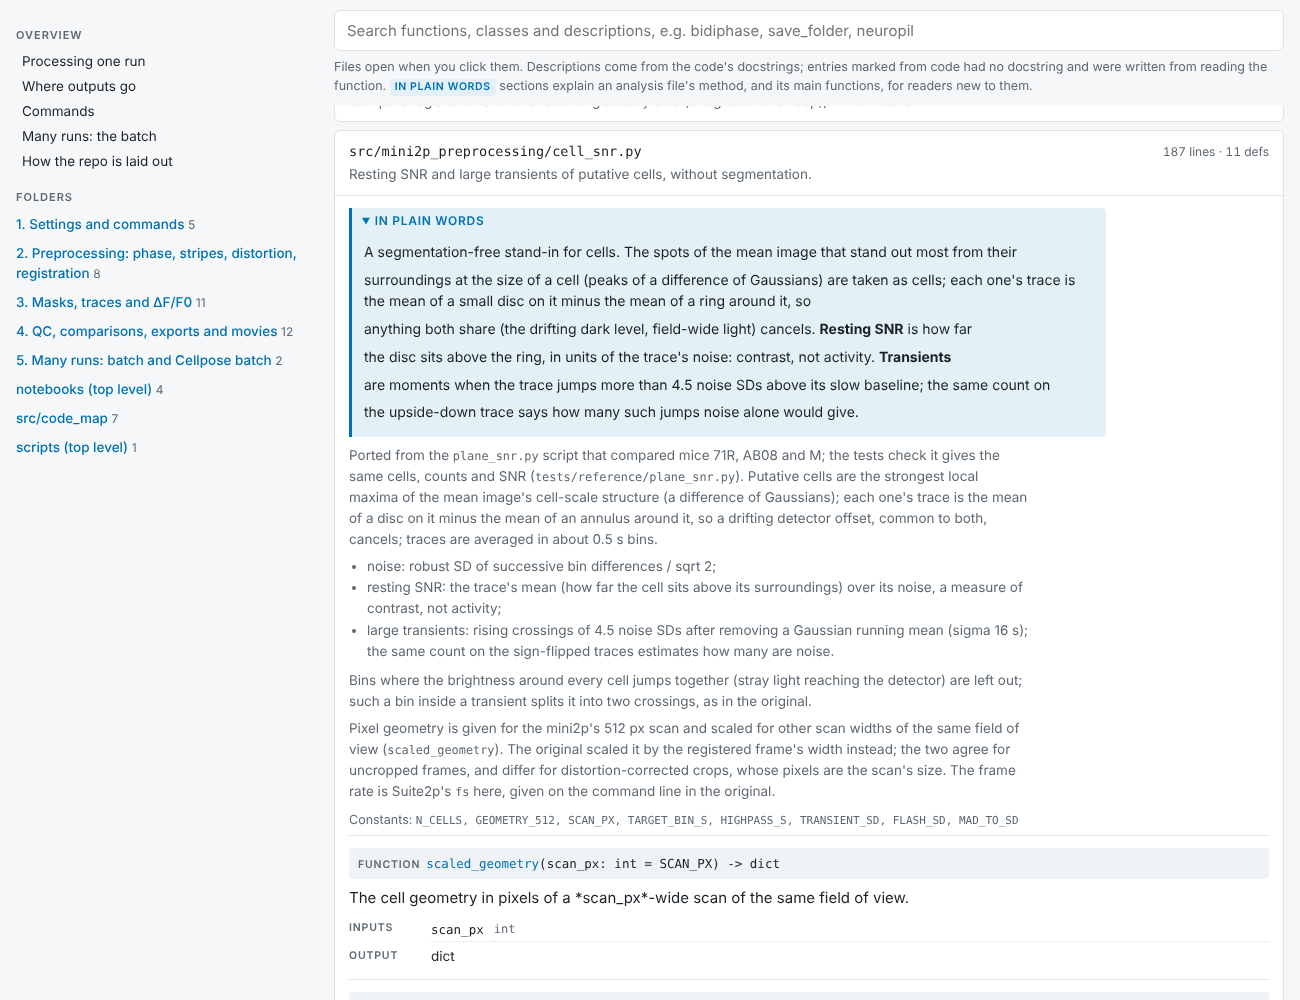 OVERVIEW
Processing one run
Where outputs go
Commands
Many runs: the batch
How the repo is laid out
FOLDERS
1. Settings and commands 5
2. Preprocessing: phase, stripes, distortion,
registration 8
3. Masks, traces and ΔF/F0 11
4. QC, comparisons, exports and movies 12
5. Many runs: batch and Cellpose batch 2
notebooks (top level) 4
src/code_map 7
scripts (top level) 1
Search functions, classes and descriptions, e.g. bidiphase, save_folder, neuropil
Files open when you click them. Descriptions come from the code's docstrings; entries marked from code had no docstring and were written from reading the
function. IN PLAIN WORDS sections explain an analysis file's method, and its main functions, for readers new to them.
src/mini2p_preprocessing/cell_snr.py
187 lines · 11 defs
Resting SNR and large transients of putative cells, without segmentation.
▼ IN PLAIN WORDS
A segmentation-free stand-in for cells. The spots of the mean image that stand out most from their
surroundings at the size of a cell (peaks of a difference of Gaussians) are taken as cells; each one's trace is
the mean of a small disc on it minus the mean of a ring around it, so
anything both share (the drifting dark level, field-wide light) cancels. Resting SNR is how far
the disc sits above the ring, in units of the trace's noise: contrast, not activity. Transients
are moments when the trace jumps more than 4.5 noise SDs above its slow baseline; the same count on
the upside-down trace says how many such jumps noise alone would give.
Ported from the plane_snr.py script that compared mice 71R, AB08 and M; the tests check it gives the
same cells, counts and SNR (tests/reference/plane_snr.py). Putative cells are the strongest local
maxima of the mean image's cell-scale structure (a difference of Gaussians); each one's trace is the mean
of a disc on it minus the mean of an annulus around it, so a drifting detector offset, common to both,
cancels; traces are averaged in about 0.5 s bins.
• noise: robust SD of successive bin differences / sqrt 2;
• resting SNR: the trace's mean (how far the cell sits above its surroundings) over its noise, a measure of
contrast, not activity;
• large transients: rising crossings of 4.5 noise SDs after removing a Gaussian running mean (sigma 16 s);
the same count on the sign-flipped traces estimates how many are noise.
Bins where the brightness around every cell jumps together (stray light reaching the detector) are left out;
such a bin inside a transient splits it into two crossings, as in the original.
Pixel geometry is given for the mini2p's 512 px scan and scaled for other scan widths of the same field of
view (scaled_geometry). The original scaled it by the registered frame's width instead; the two agree for
uncropped frames, and differ for distortion-corrected crops, whose pixels are the scan's size. The frame
rate is Suite2p's fs here, given on the command line in the original.
Constants: N_CELLS, GEOMETRY_512, SCAN_PX, TARGET_BIN_S, HIGHPASS_S, TRANSIENT_SD, FLASH_SD, MAD_TO_SD
FUNCTION scaled_geometry(scan_px: int = SCAN_PX) -> dict
The cell geometry in pixels of a *scan_px*-wide scan of the same field of view.
INPUTS scan_px int
OUTPUT dict